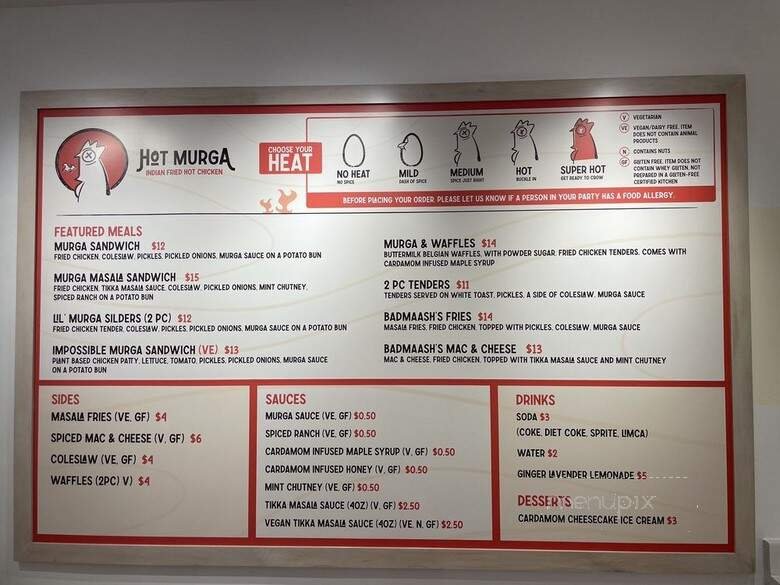 HOT MURGA
INDIAN FRIED HOT CHICKEN
CHOOSE YOUR
HEAT
NO HEAT
NO SPICE
MILD
DASH OF SPICE
MEDIUM
SPICE JUST RIGHT
HOT
BUCKLE IN
SUPER HOT
GET READY TO CROW
V VEGETARIAN
VE VEGAN/DAIRY FREE, ITEM
DOES NOT CONTAIN ANIMAL
PRODUCTS
N CONTAINS NUTS
GF GLUTEN FREE, ITEM DOES NOT
CONTAIN WHEY GLUTEN, NOT
PREPARED IN A GLUTEN-FREE
CERTIFIED KITCHEN
BEFORE PLACING YOUR ORDER, PLEASE LET US KNOW IF A PERSON IN YOUR PARTY HAS A FOOD ALLERGY.
FEATURED MEALS
MURGA SANDWICH $12
FRIED CHICKEN, COLESLAW, PICKLES, PICKLED ONIONS, MURGA SAUCE ON A POTATO BUN
MURGA MASALA SANDWICH $15
FRIED CHICKEN, TIKKA MASALA SAUCE, COLESLAW, PICKLED ONIONS, MINT CHUTNEY,
SPICED RANCH ON A POTATO BUN
LIL' MURGA SILDERS (2 PC) $12
FRIED CHICKEN TENDER, COLESLAW, PICKLES, PICKLED ONIONS, MURGA SAUCE ON A POTATO BUN
IMPOSSIBLE MURGA SANDWICH (VE) $13
PLANT BASED CHICKEN PATTY, LETTUCE, TOMATO, PICKLES, PICKLED ONIONS, MURGA SAUCE
ON A POTATO BUN
MURGA & WAFFLES $14
BUTTERMILK BELGIAN WAFFLES, WITH POWDER SUGAR, FRIED CHICKEN TENDERS, COMES WITH
CARDAMOM INFUSED MAPLE SYRUP
2 PC TENDERS $11
TENDERS SERVED ON WHITE TOAST, PICKLES, A SIDE OF COLESLAW, MURGA SAUCE
BADMAASH'S FRIES $14
MASALA FRIES, FRIED CHICKEN, TOPPED WITH PICKLES, COLESLAW, MURGA SAUCE
BADMAASH'S MAC & CHEESE $13
MAC & CHEESE, FRIED CHICKEN, TOPPED WITH TIKKA MASALA SAUCE AND MINT CHUTNEY
SIDES
MASALA FRIES (VE, GF) $4
SPICED MAC & CHEESE (V, GF) $6
COLESLAW (VE, GF) $4
WAFFLES (2PC) V) $4
SAUCES
MURGA SAUCE (VE, GF) $0.50
SPICED RANCH (VE, GF) $0.50
CARDAMOM INFUSED MAPLE SYRUP (V, GF) $0.50
CARDAMOM INFUSED HONEY (V, GF) $0.50
MINT CHUTNEY (VE, GF) $0.50
TIKKA MASALA SAUCE (4OZ) (V, GF) $2.50
VEGAN TIKKA MASALA SAUCE (4OZ) (VE, N, GF) $2.50
DRINKS
SODA $3
(COKE, DIET COKE, SPRITE, LIMCA)
WATER $2
GINGER LAVENDER LEMONADE $5
menupix
DESSERTS
CARDAMOM CHEESECAKE ICE CREAM $3